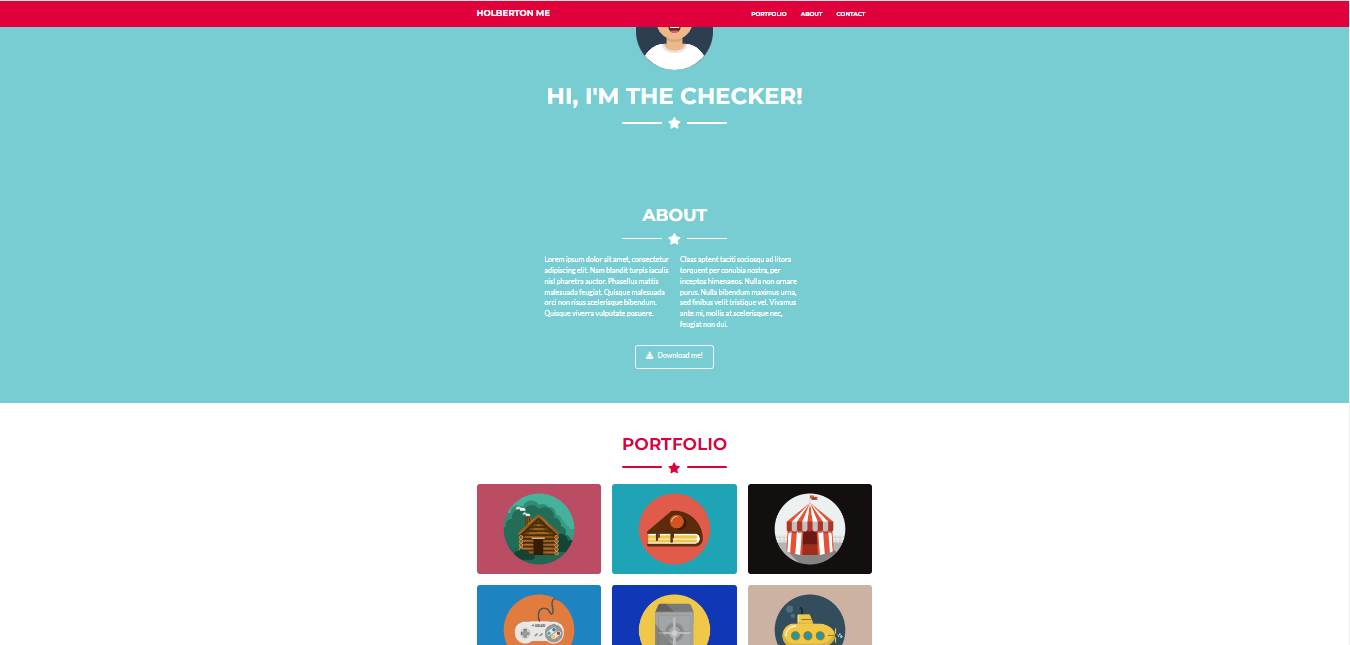 HOLBERTON ME
PORTFOLIO ABOUT CONTACT
HI, I'M THE CHECKER!
ABOUT
Lorem ipsum dolor sit amet, consectetur
adipiscing elit. Nam blandit turpis iaculis
nisl pharetra auctor. Phasellus mattis
malesuada feugiat. Quisque malesuada
orci non risus scelerisque bibendum.
Quisque viverra vulputate posuere.
Class aptent taciti sociosqu ad litora
torquent per conubia nostra, per
inceptos himenaeos. Nulla non ornare
purus. Nulla bibendum maximus urna,
sed finibus velit tristique vel. Vivamus
ante mi, mollis at scelerisque nec,
feugiat non dui.
Download me!
PORTFOLIO